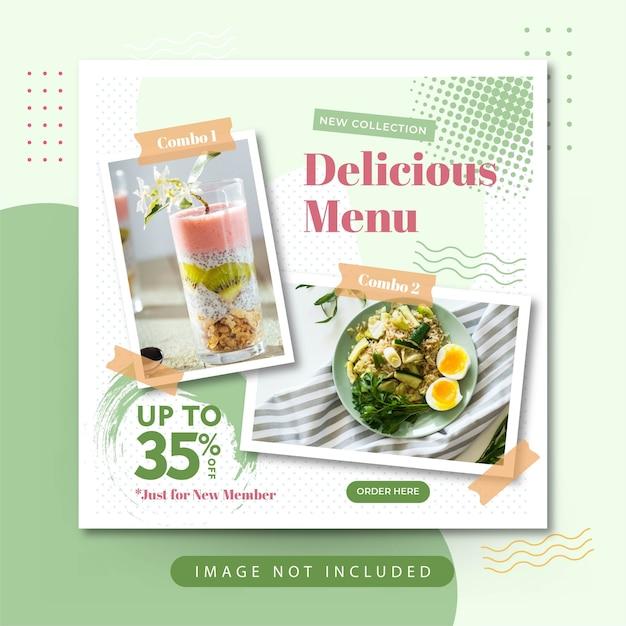 NEW COLLECTION
Delicious
Menu
Combo 1
Combo 2
UP TO
35% OFF
*Just for New Member
ORDER HERE
IMAGE NOT INCLUDED